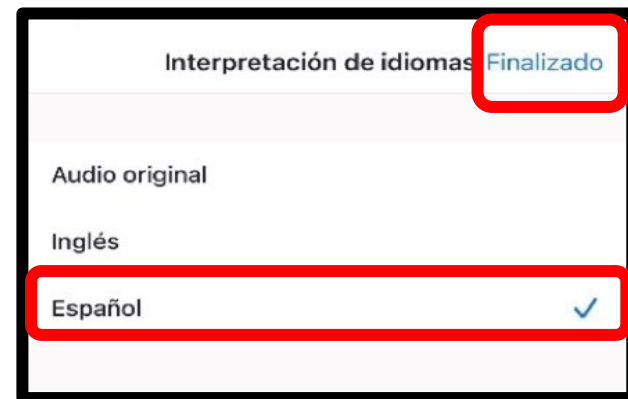 Interpretación de idiomas Finalizado
Audio original
Inglés
Español